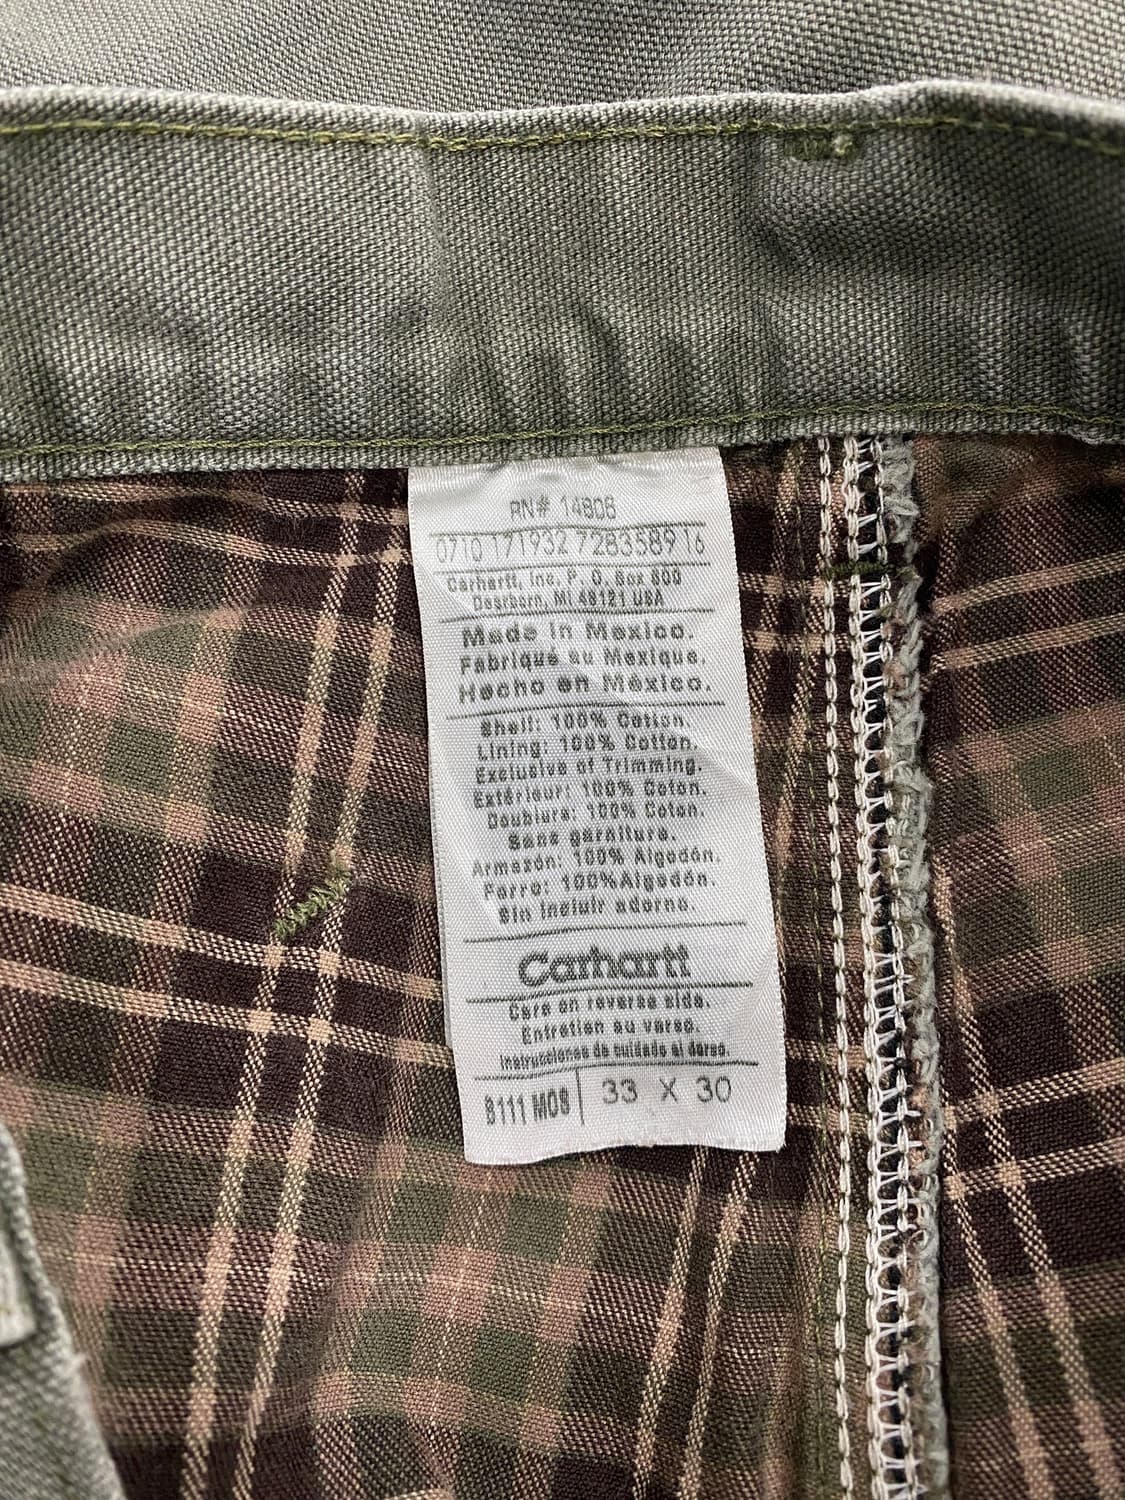 RN# 14806
0710 171932 7283589 16
Carhartt, Inc. P. O. Box 600
Dearborn, MI 48121 USA
Made in Mexico.
Fabriqué au Mexique.
Hecho en México.
Shell: 100% Cotton.
Lining: 100% Cotton.
Exclusive of Trimming.
Extérieur: 100% Coton.
Doublure: 100% Coton.
Sans garniture.
Armazón: 100% Algodón.
Forro: 100%Algodón.
Sin incluir adorno.
Carhartt
Care on reverse side.
Entretien au verso.
Instrucciones de cuidado al dorso.
B111 MOS 33 X 30